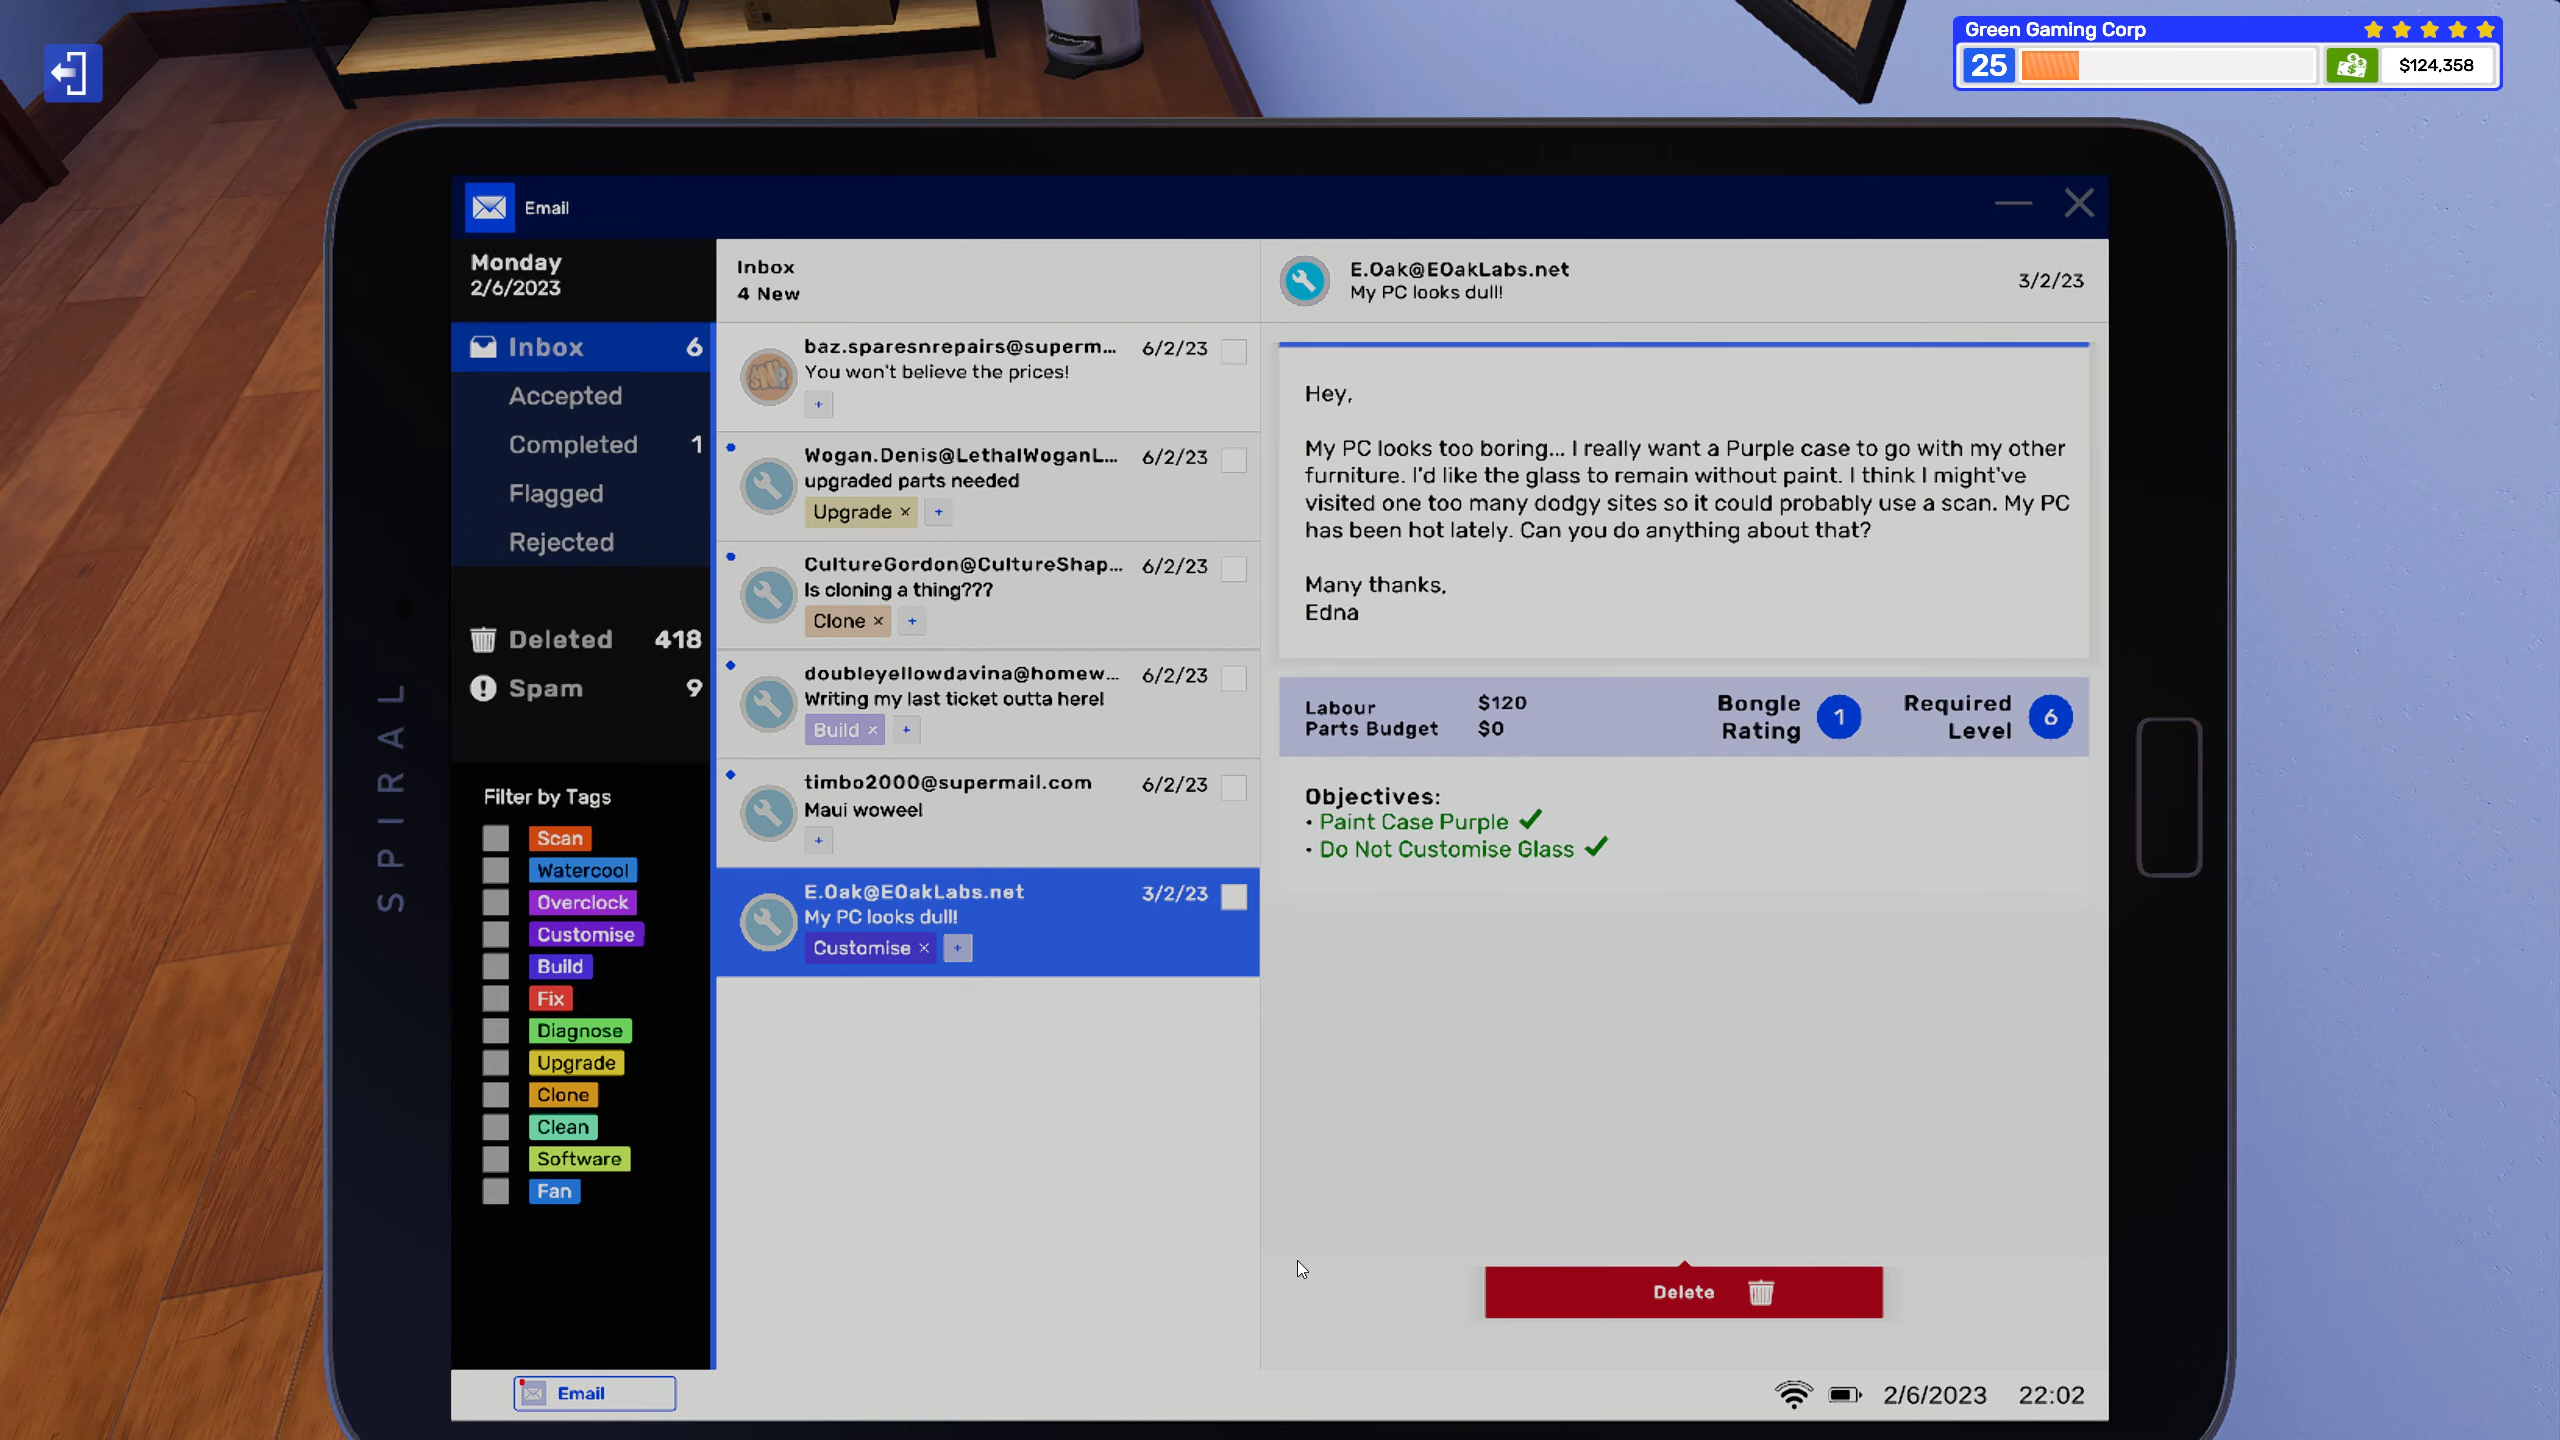 Green Gaming Corp
25
$124,358
SPIRAL
Email
Monday
2/6/2023
Inbox 6
Accepted
Completed 1
Flagged
Rejected
Deleted 418
Spam 9
Filter by Tags
Scan
Watercool
Overclock
Customise
Build
Fix
Diagnose
Upgrade
Clone
Clean
Software
Fan
Inbox
4 New
baz.sparesnrepairs@superm... 6/2/23
You won't believe the prices!
+
Wogan.Denis@LethalWoganL... 6/2/23
upgraded parts needed
Upgrade × +
CultureGordon@CultureShap... 6/2/23
Is cloning a thing???
Clone × +
doubleyellowdavina@homew... 6/2/23
Writing my last ticket outta here!
Build × +
timbo2000@supermail.com 6/2/23
Maui wowee!
+
E.Oak@EOakLabs.net 3/2/23
My PC looks dull!
Customise × +
E.Oak@EOakLabs.net
My PC looks dull!
3/2/23
Hey,
My PC looks too boring... I really want a Purple case to go with my other
furniture. I'd like the glass to remain without paint. I think I might've
visited one too many dodgy sites so it could probably use a scan. My PC
has been hot lately. Can you do anything about that?
Many thanks,
Edna
Labour $120
Parts Budget $0
Bongle
Rating 1
Required
Level 6
Objectives:
• Paint Case Purple ✓
• Do Not Customise Glass ✓
Delete
Email
2/6/2023 22:02